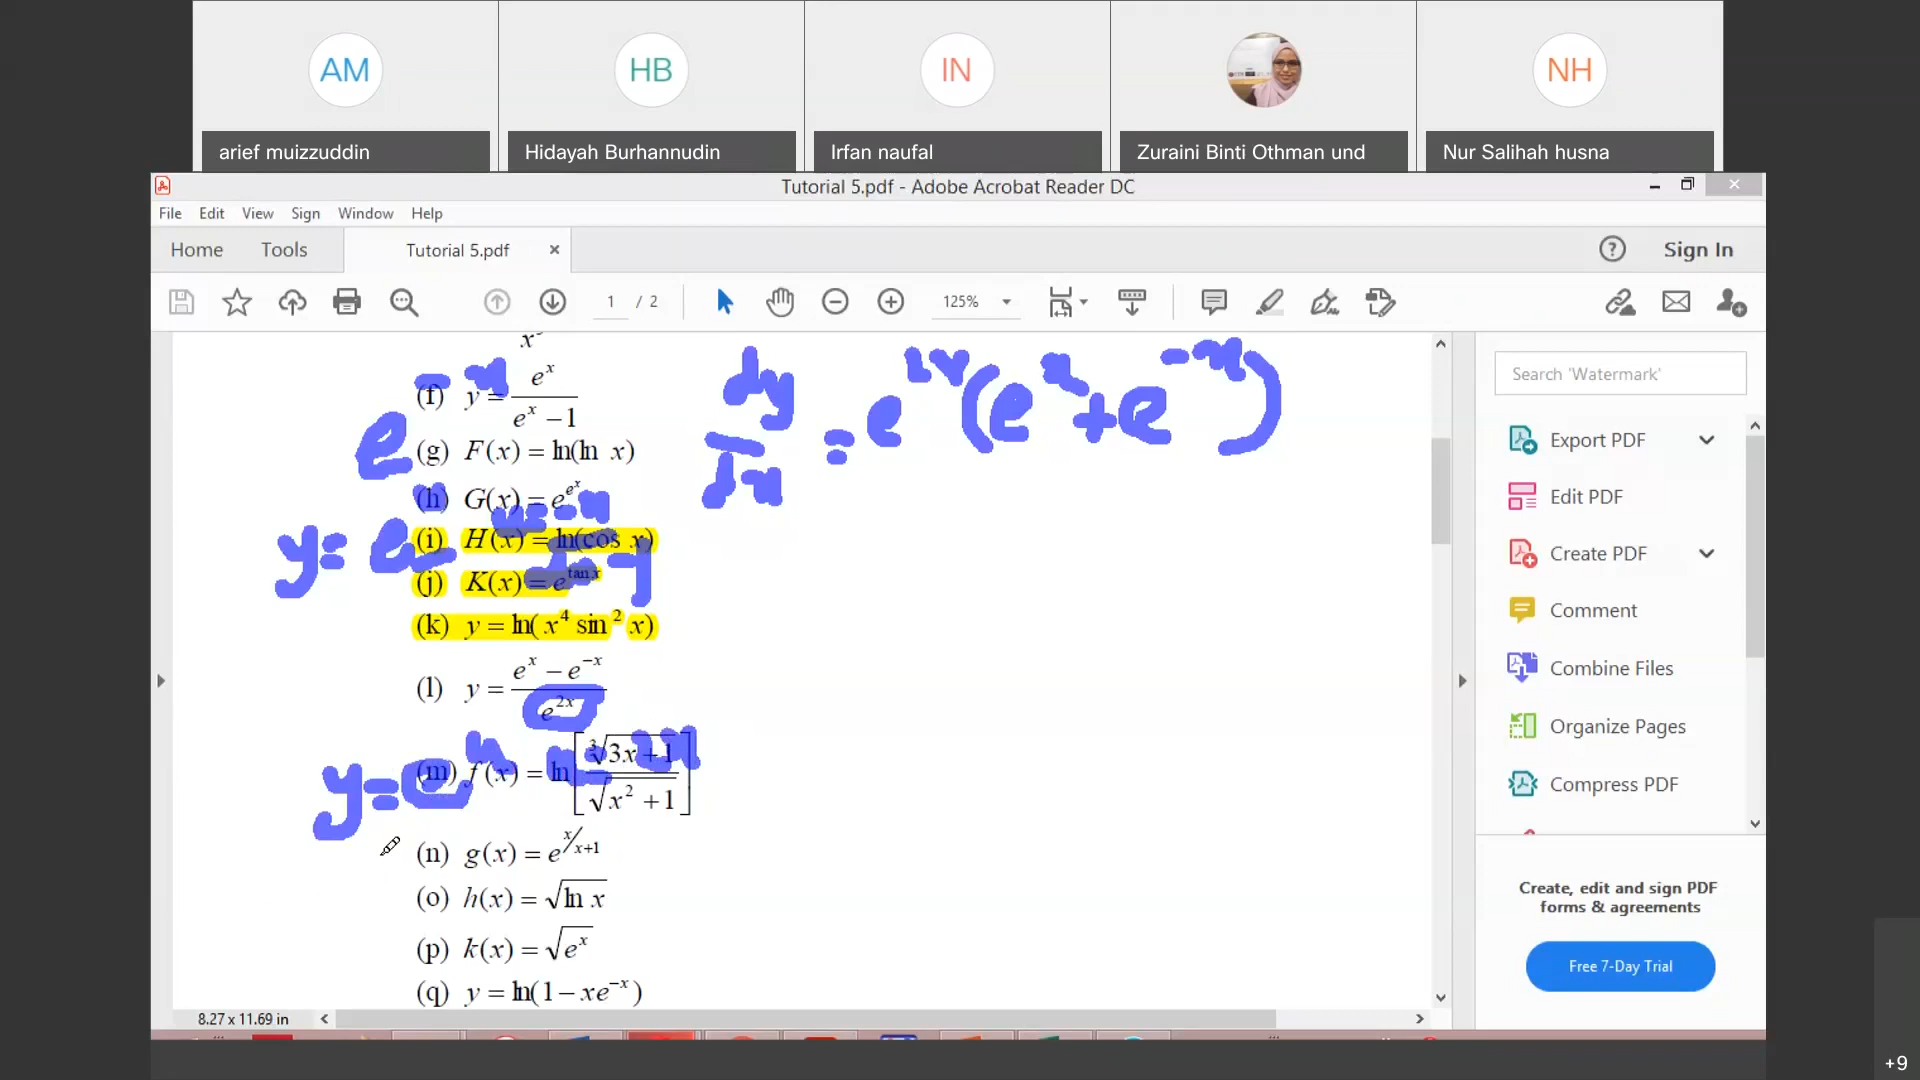 AM
HB
IN
NH
arief muizzuddin
Hidayah Burhannudin
Irfan naufal
Zuraini Binti Othman und
Nur Salihah husna
Tutorial 5.pdf - Adobe Acrobat Reader DC
File Edit View Sign Window Help
Home Tools Tutorial 5.pdf × ? Sign In
1 / 2 125%
(f) y = e^x / (e^x − 1)
dy/dx = e^2x (e^x + e^-x)
(g) F(x) = ln(ln x)
e^-x
(h) G(x) = e^e^x
u = -x
y = e
(i) H(x) = ln(cos x)
(j) K(x) = e^tan x
(k) y = ln(x^4 sin^2 x)
(l) y = (e^x − e^−x) / e^2x
(m) f(x) = ln[∛(3x + 1) / √(x^2 + 1)]
y = e^u u = 2x
(n) g(x) = e^x/x+1
(o) h(x) = √ln x
(p) k(x) = √e^x
(q) y = ln(1 − xe^−x)
8.27 x 11.69 in
Search 'Watermark'
Export PDF
Edit PDF
Create PDF
Comment
Combine Files
Organize Pages
Compress PDF
Create, edit and sign PDF
forms & agreements
Free 7-Day Trial
+9